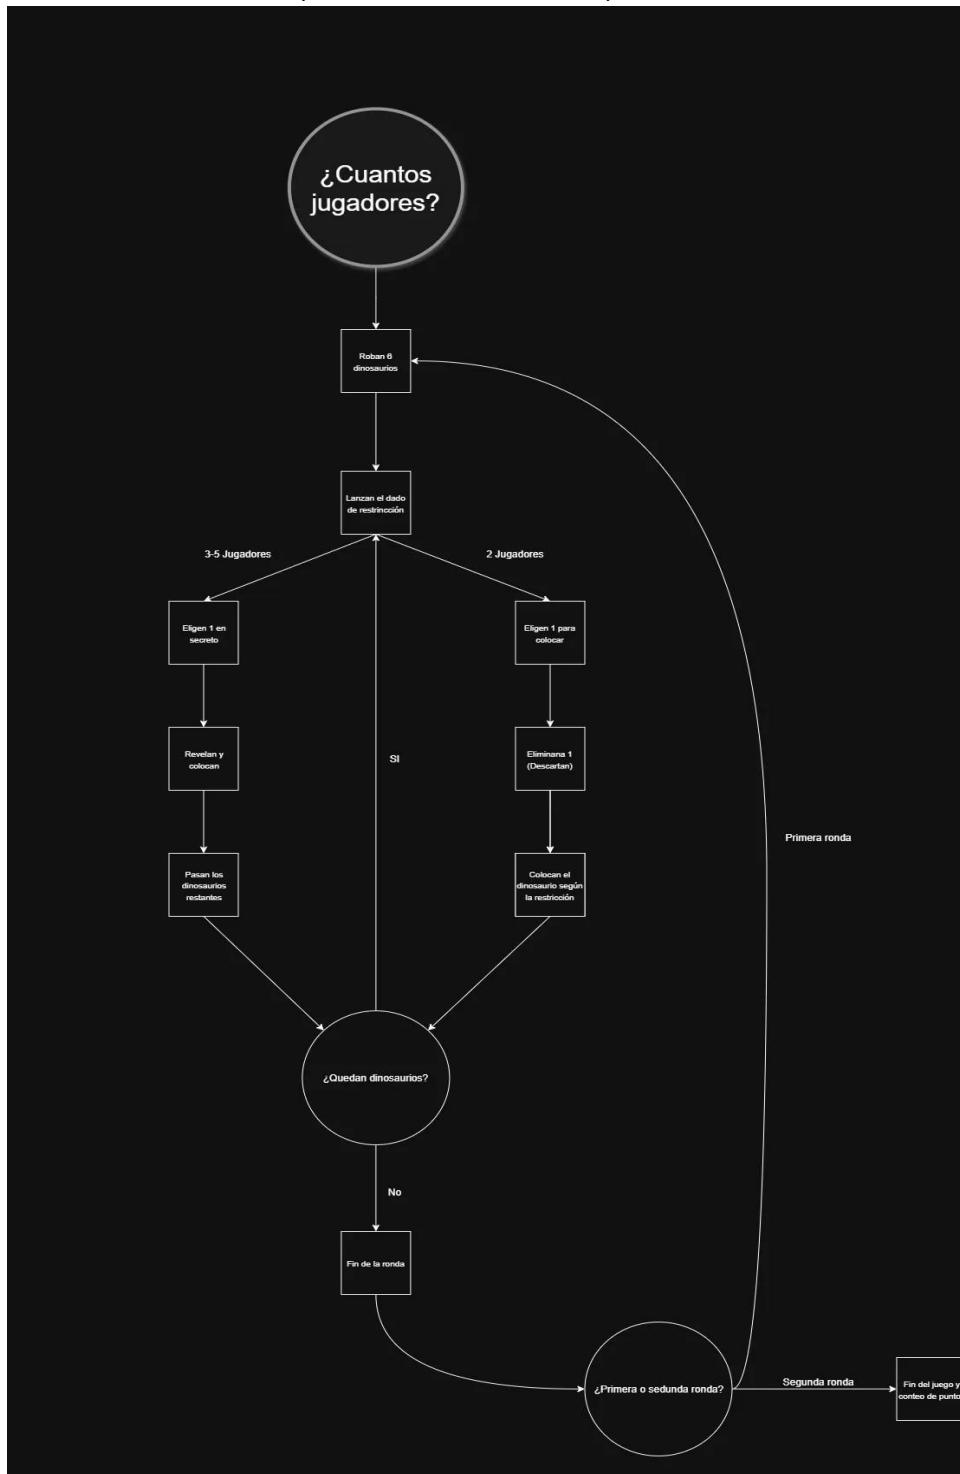 ¿Cuantos
jugadores?
Roban 6
dinosaurios
Lanzan el dado
de restrincción
3-5 Jugadores
2 Jugadores
Eligen 1 en
secreto
Eligen 1 para
colocar
Revelan y
colocan
SI
Eliminana 1
(Descartan)
Primera ronda
Pasan los
dinosaurios
restantes
Colocan el
dinosaurio según
la restricción
¿Quedan dinosaurios?
No
Fin de la ronda
¿Primera o sedunda ronda?
Segunda ronda
Fin del juego y
conteo de punto